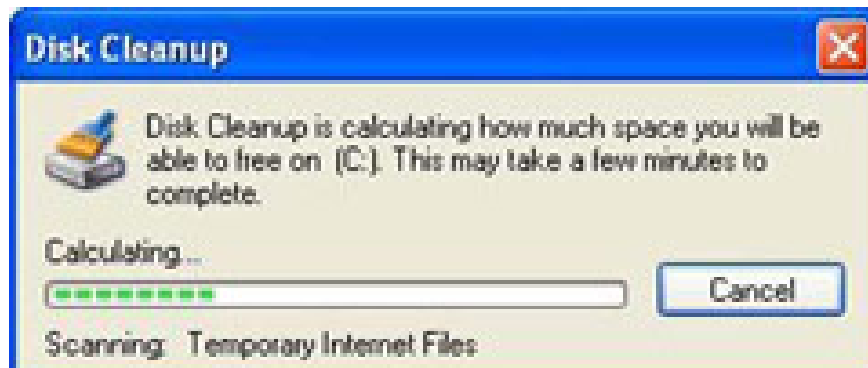 Disk Cleanup
Disk Cleanup is calculating how much space you will be
able to free on (C:). This may take a few minutes to
complete.
Calculating...
Cancel
Scanning: Temporary Internet Files